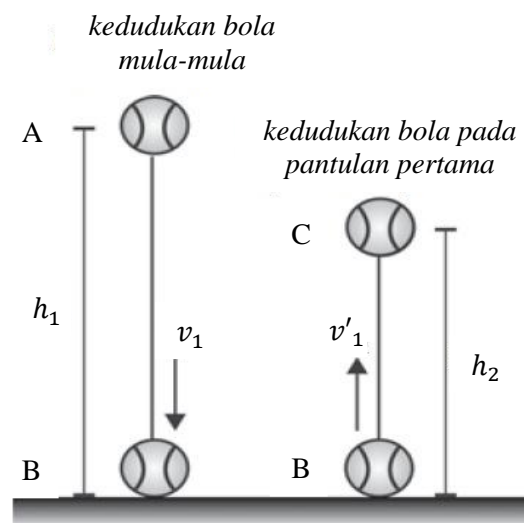 kedudukan bola
mula-mula
A
kedudukan bola pada
pantulan pertama
C
h₁
v₁
v'₁
h₂
B
B